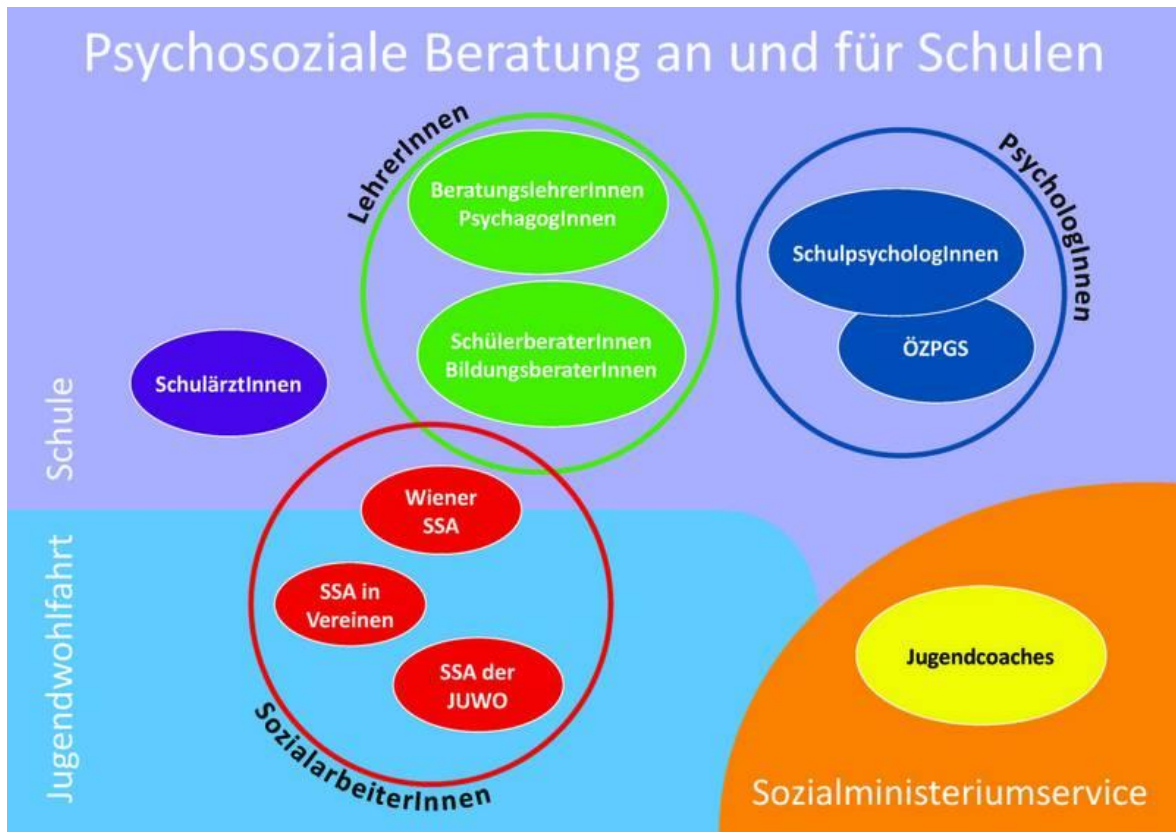 Psychosoziale Beratung an und für Schulen
LehrerInnen
BeratungslehrerInnen
PsychagogInnen
SchülerberaterInnen
BildungsberaterInnen
PsychologInnen
SchulpsychologInnen
ÖZPGS
SchulärztInnen
Schule
Wiener
SSA
SSA in
Vereinen
SSA der
JUWO
SozialarbeiterInnen
Jugendwohlfahrt
Jugendcoaches
Sozialministeriumservice